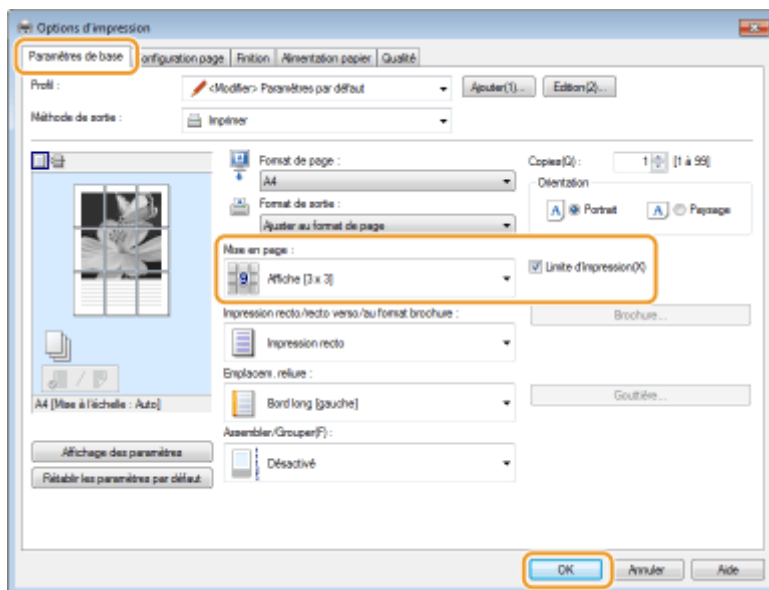 Options d'impression
Paramètres de base Configuration page Finition Alimentation papier Qualité
Profil : <Modifier> Paramètres par défaut Ajouter(1)... Edition(2)...
Méthode de sortie : Imprimer
Format de page : Copies(Q) : 1 [1 à 99]
A4 Orientation
Format de sortie : A Portrait A Paysage
Ajuster au format de page
Mise en page :
9 Affiche [3 x 3] Limite d'impression(X)
Impression recto/recto verso/au format brochure : Brochure...
Impression recto
Emplacem. reliure :
A4 [Mise à l'échelle : Auto] Bord long [gauche] Gouttière...
Assembler/Grouper(F) :
Affichage des paramètres Désactivé
Rétablir les paramètres par défaut
OK Annuler Aide